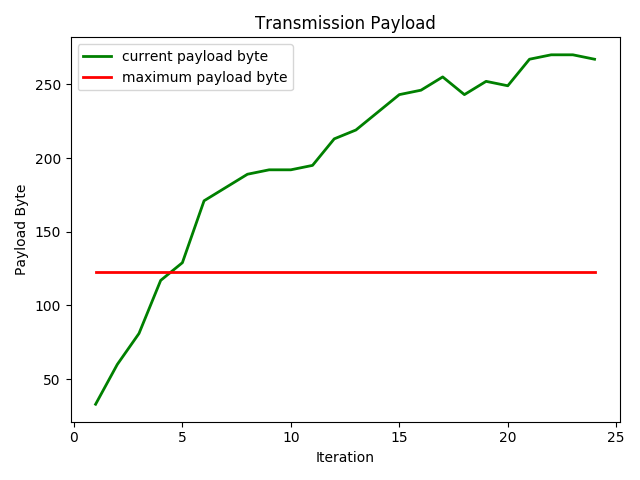 Transmission Payload
current payload byte
maximum payload byte
Payload Byte
250
200
150
100
50
0 5 10 15 20 25
Iteration